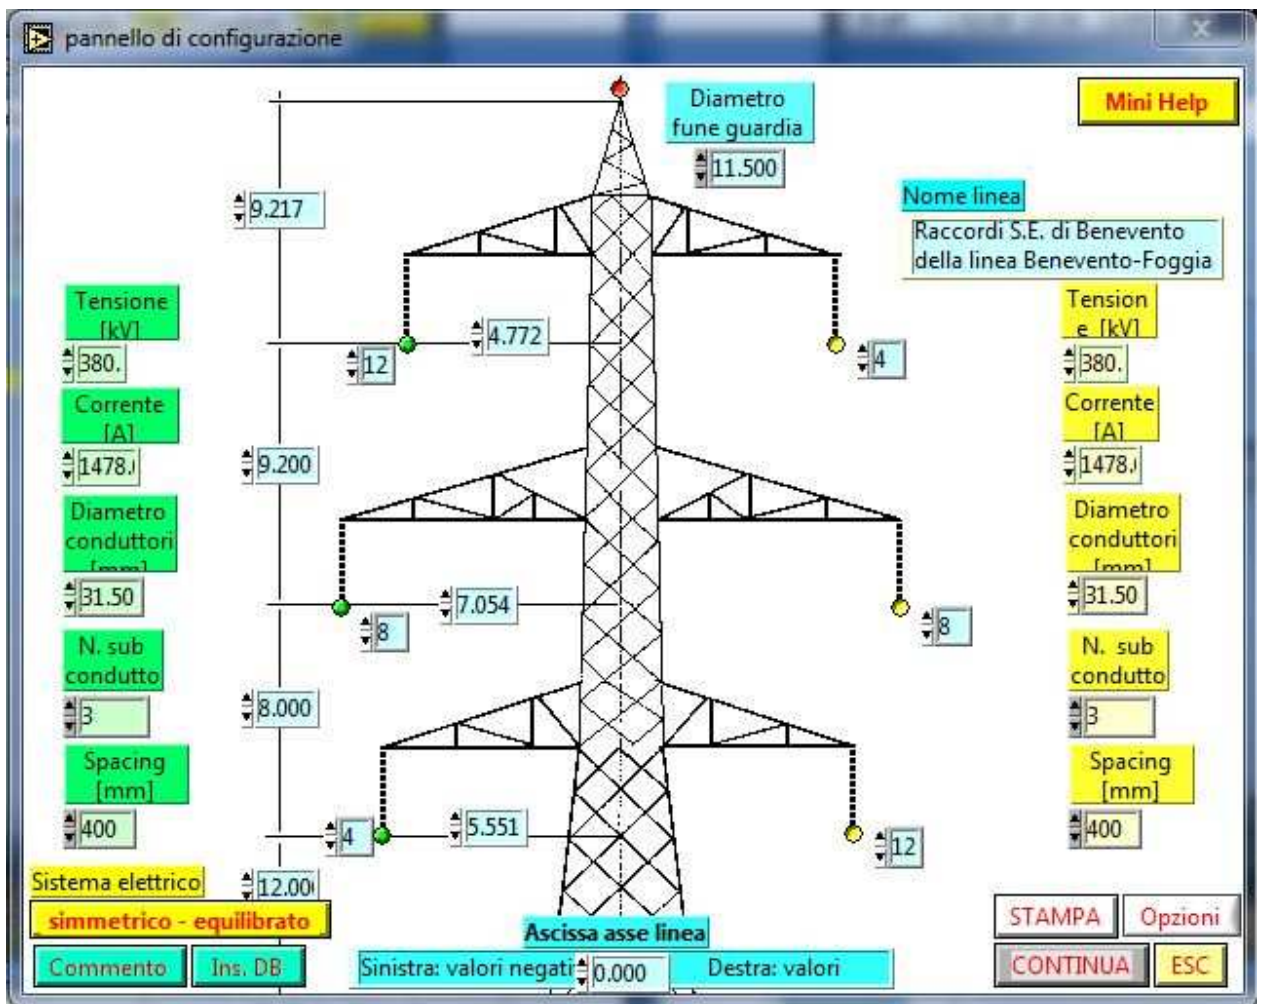 pannello di configurazione
Diametro
fune guardia
11.500
Mini Help
9.217
Nome linea
Raccordi S.E. di Benevento
della linea Benevento-Foggia
Tensione
[kV]
380.
4.772
12
4
Tension
e [kV]
380.
Corrente
[A]
1478.
9.200
Corrente
[A]
1478.
Diametro
conduttori
[mm]
31.50
Diametro
conduttori
[mm]
31.50
7.054
8
8
N. sub
condutto
3
8.000
N. sub
condutto
3
Spacing
[mm]
400
Spacing
[mm]
400
4
5.551
12
Sistema elettrico
simmetrico - equilibrato
12.00
Commento
Ins. DB
Ascissa asse linea
Sinistra: valori negati
0.000
Destra: valori
STAMPA
Opzioni
CONTINUA
ESC